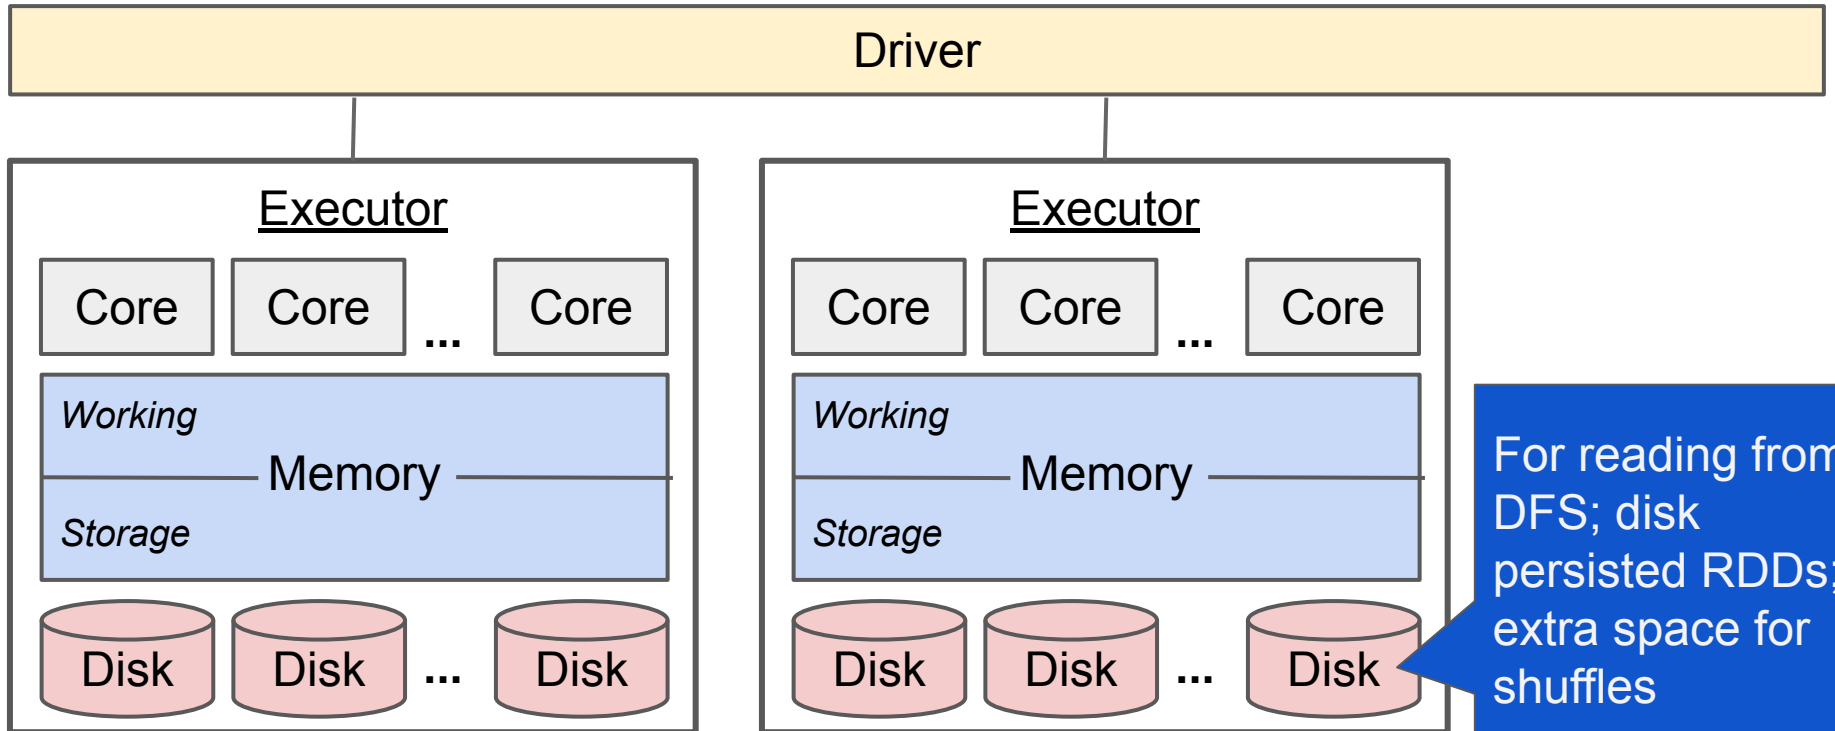 Driver
Executor
Core Core ... Core
Working
Memory
Storage
Disk Disk ... Disk
Executor
Core Core ... Core
Working
Memory
Storage
Disk Disk ... Disk
For reading from
DFS; disk
persisted RDDs;
extra space for
shuffles